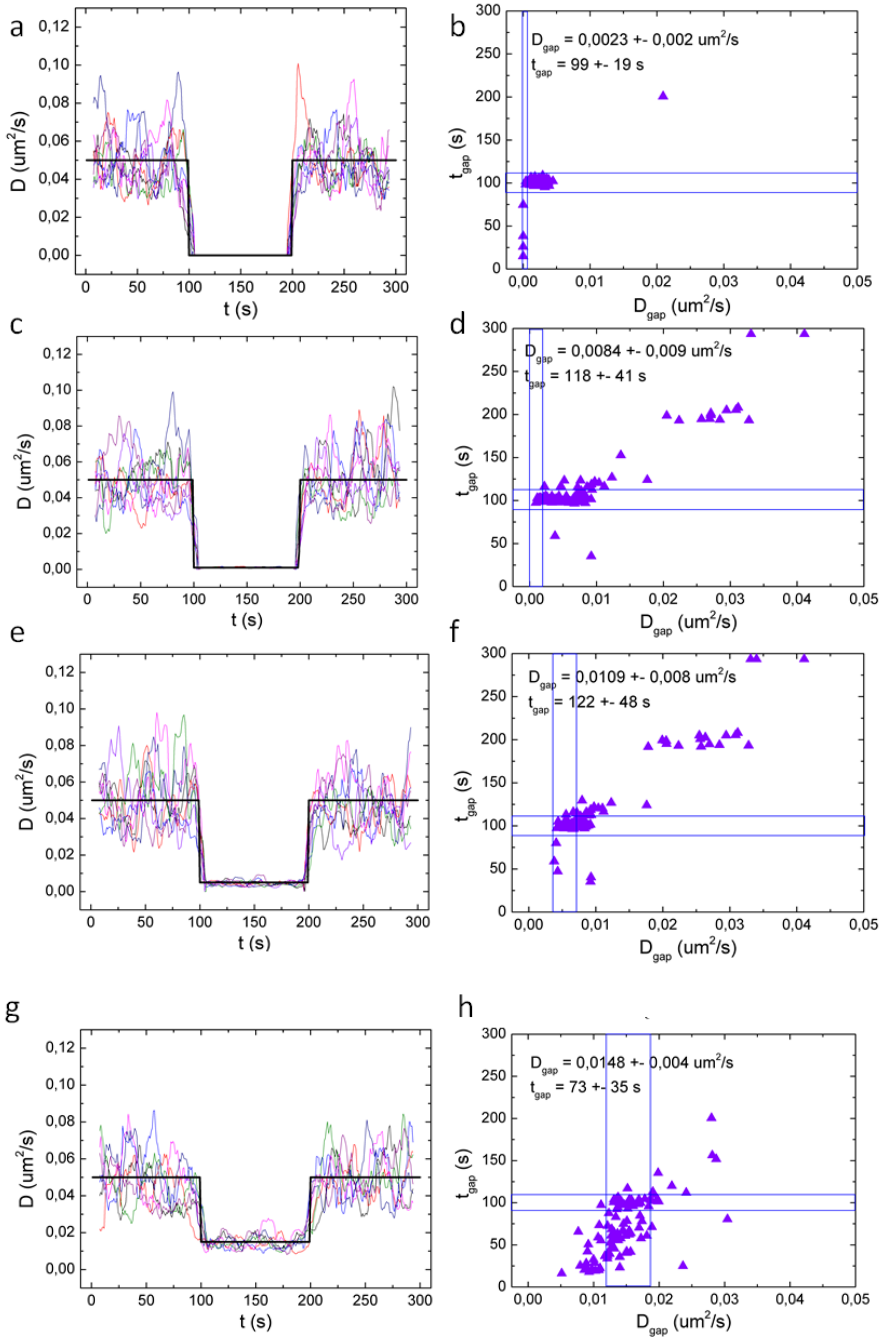 a
b
0,12
0,10
0,08
0,06
0,04
0,02
0,00
D (um²/s)
0 50 100 150 200 250 300
t (s)
300
250
200
150
100
50
0
t_gap (s)
D_gap = 0,0023 +- 0,002 um²/s
t_gap = 99 +- 19 s
0,00 0,01 0,02 0,03 0,04 0,05
D_gap (um²/s)
c
d
0,12
0,10
0,08
0,06
0,04
0,02
0,00
D (um²/s)
0 50 100 150 200 250 300
t (s)
300
250
200
150
100
50
0
t_gap (s)
D_gap = 0,0084 +- 0,009 um²/s
t_gap = 118 +- 41 s
0,00 0,01 0,02 0,03 0,04 0,05
D_gap (um²/s)
e
f
0,12
0,10
0,08
0,06
0,04
0,02
0,00
D (um²/s)
0 50 100 150 200 250 300
t (s)
300
250
200
150
100
50
0
t_gap (s)
D_gap = 0,0109 +- 0,008 um²/s
t_gap = 122 +- 48 s
0,00 0,01 0,02 0,03 0,04 0,05
D_gap (um²/s)
g
h
0,12
0,10
0,08
0,06
0,04
0,02
0,00
D (um²/s)
0 50 100 150 200 250 300
t (s)
300
250
200
150
100
50
0
t_gap (s)
D_gap = 0,0148 +- 0,004 um²/s
t_gap = 73 +- 35 s
0,00 0,01 0,02 0,03 0,04 0,05
D_gap (um²/s)